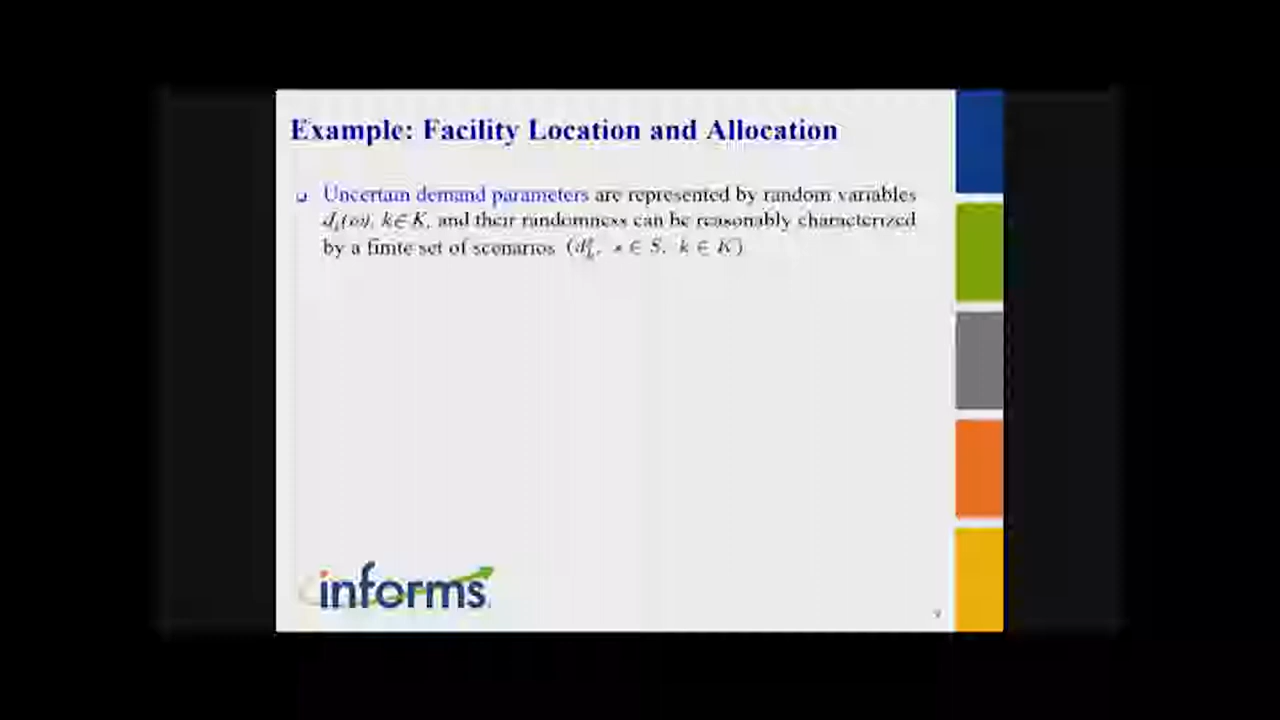 Example: Facility Location and Allocation
❑ Uncertain demand parameters are represented by random variables
dₖ(ω), k∈K, and their randomness can be reasonably characterized
by a finite set of scenarios (dₖˢ, s ∈ S, k ∈ K)
informs